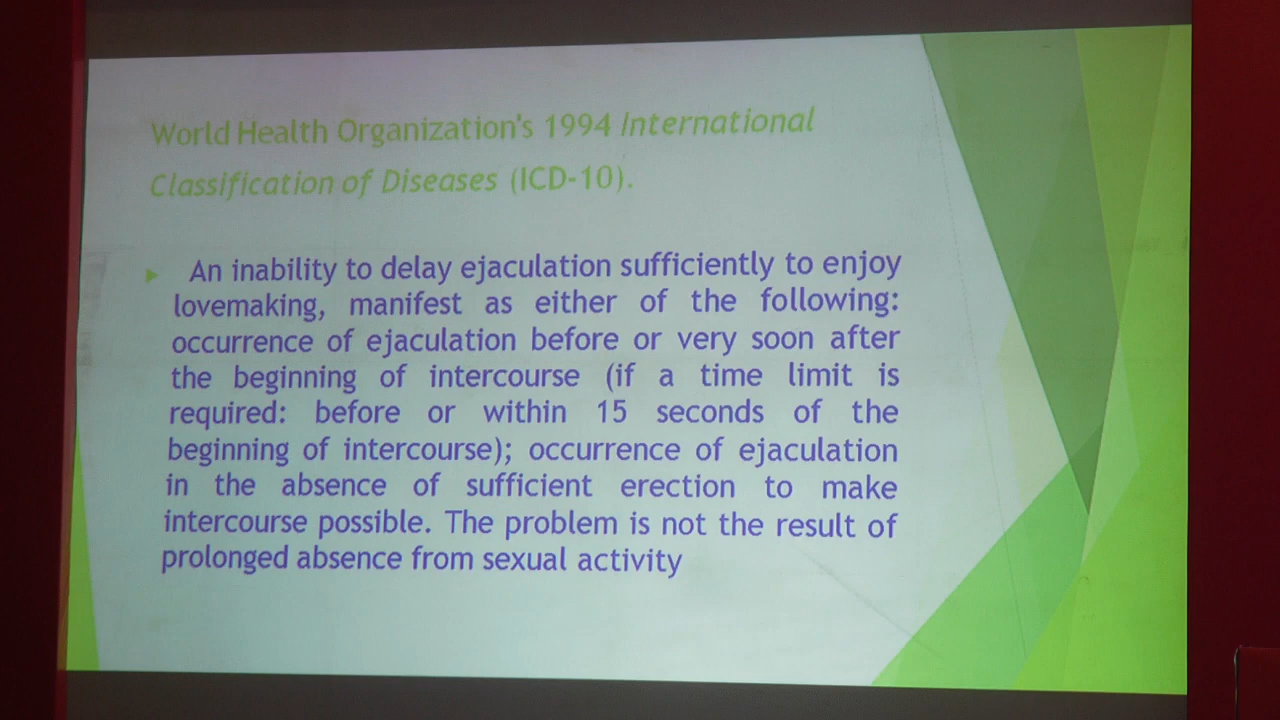 World Health Organization's 1994 International
Classification of Diseases (ICD-10).
An inability to delay ejaculation sufficiently to enjoy
lovemaking, manifest as either of the following:
occurrence of ejaculation before or very soon after
the beginning of intercourse (if a time limit is
required: before or within 15 seconds of the
beginning of intercourse); occurrence of ejaculation
in the absence of sufficient erection to make
intercourse possible. The problem is not the result of
prolonged absence from sexual activity